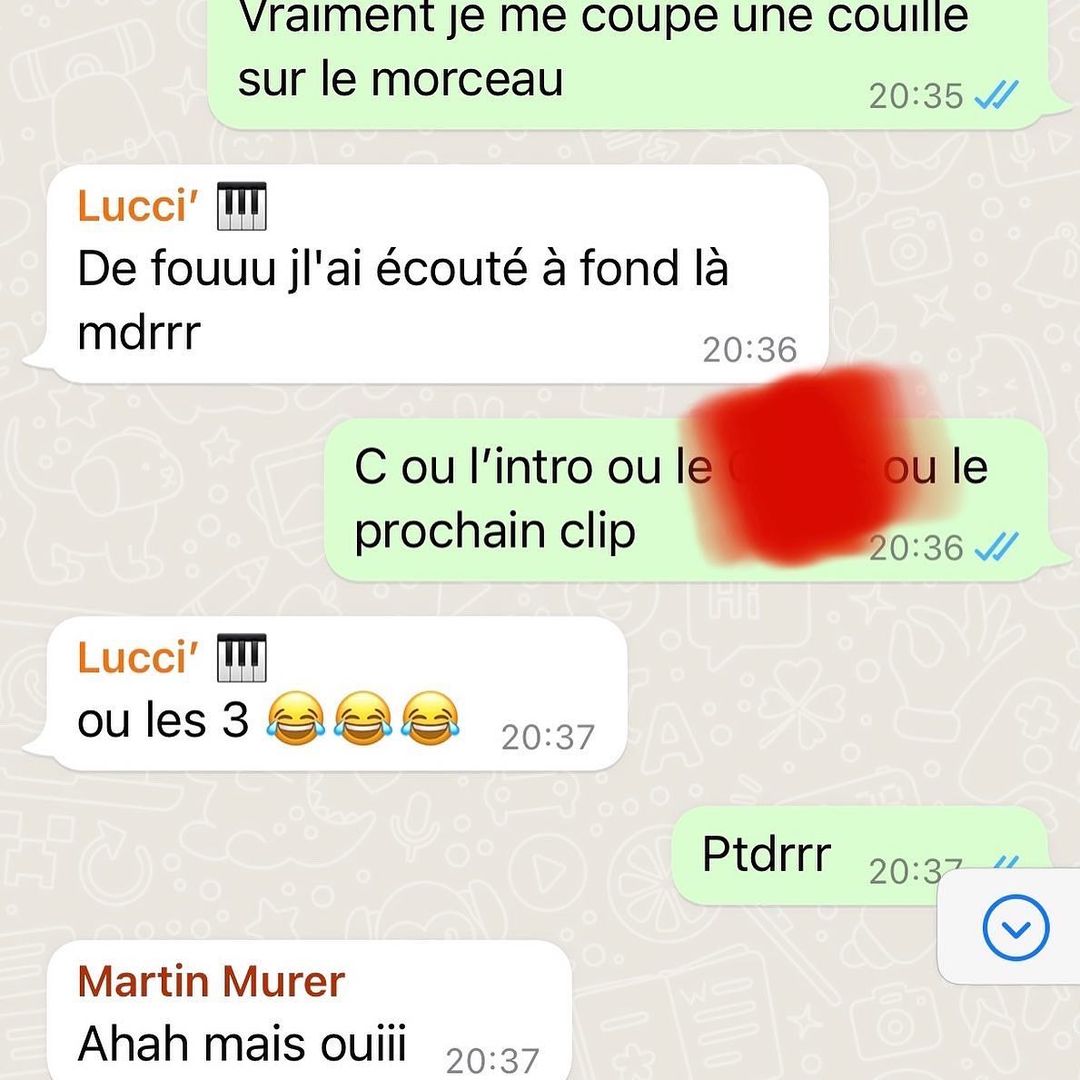 Vraiment je me coupe une couille
sur le morceau
20:35
Lucci’
De fouuu jl'ai écouté à fond là
mdrrr
20:36
C ou l’intro ou le ou le
prochain clip
20:36
Lucci’
ou les 3 😂😂😂 20:37
Ptdrrr 20:37
Martin Murer
Ahah mais ouiii 20:37